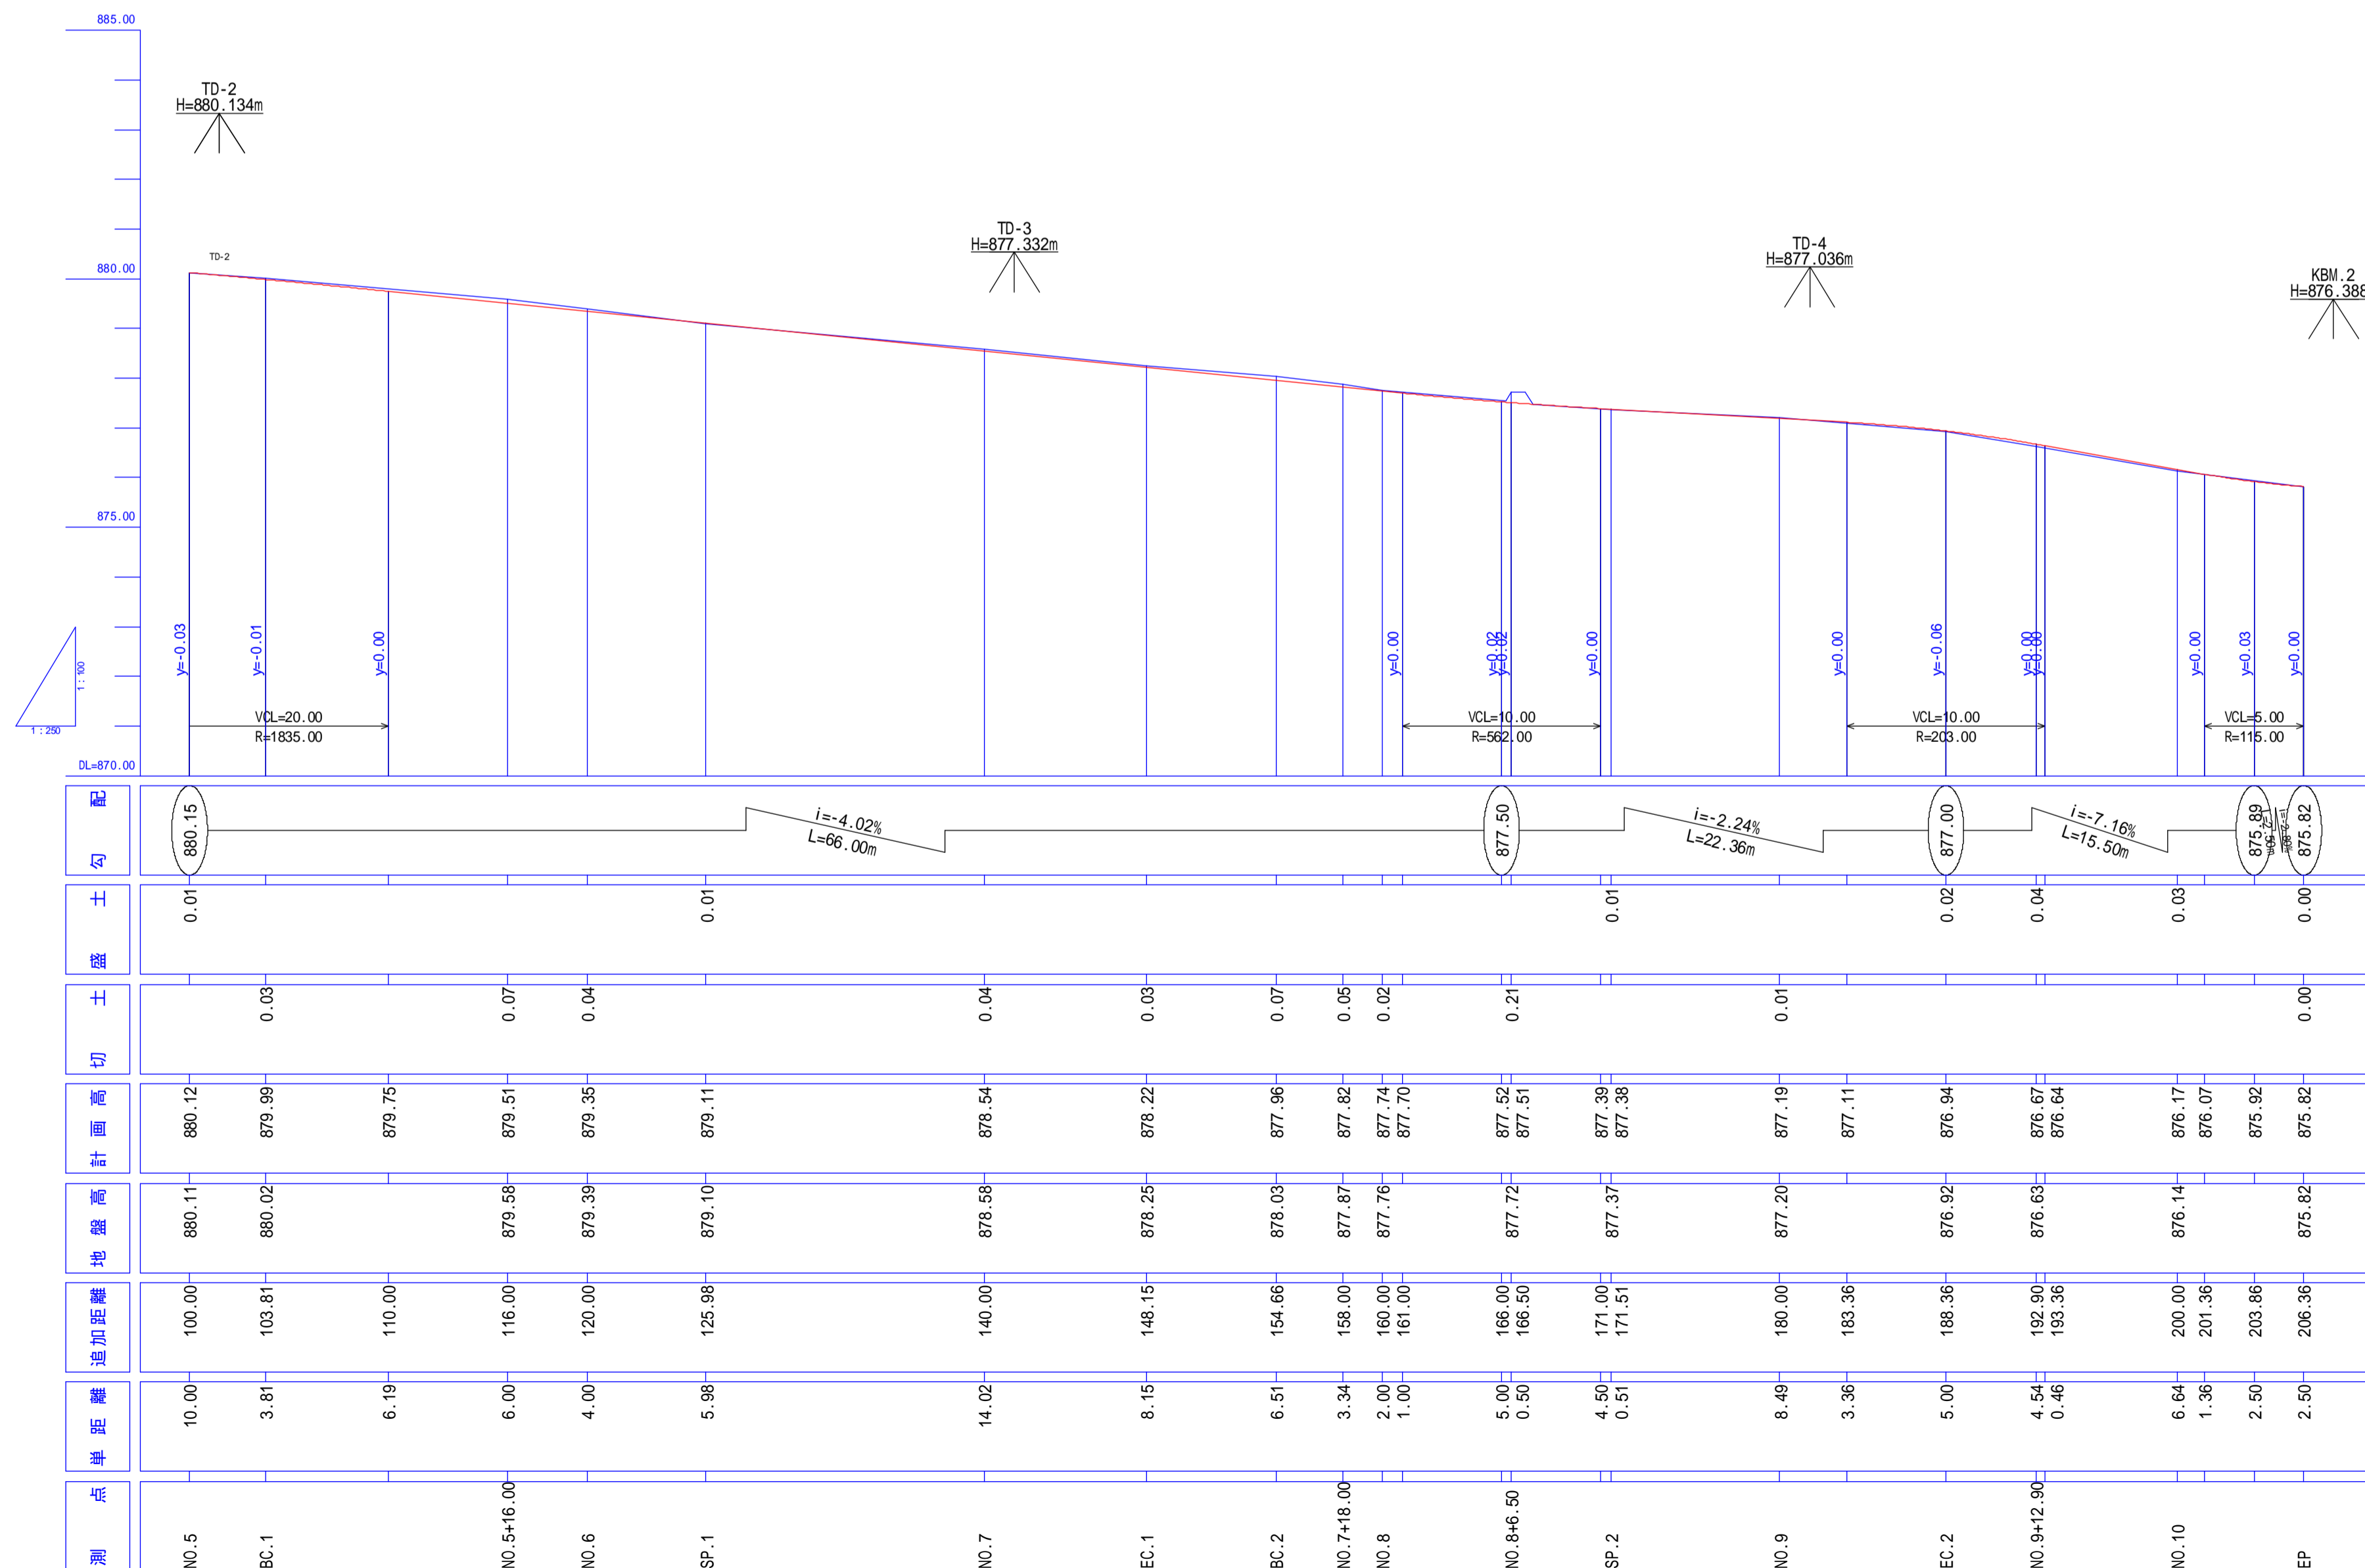 885.00
TD-2
H=880.134m
TD-3
H=877.332m
TD-4
H=877.036m
KBM.2
H=876.388
880.00
TD-2
875.00
1:100
1:250
y=-0.03
y=-0.01
y=0.00
y=0.00
y=0.02
y=0.02
y=0.00
y=0.00
y=-0.06
y=0.00
y=0.00
y=0.00
y=0.03
y=0.00
VCL=20.00
R=1835.00
VCL=10.00
R=562.00
VCL=10.00
R=203.00
VCL=5.00
R=115.00
DL=870.00
勾 配
880.15
i=-4.02%
L=66.00m
877.50
i=-2.24%
L=22.36m
877.00
i=-7.16%
L=15.50m
875.89
L=2.50m
875.82
盛 土
0.01 0.01 0.01 0.02 0.04 0.03 0.00
切 土
0.03 0.07 0.04 0.04 0.03 0.07 0.05 0.02 0.21 0.01 0.00
計 画 高
880.12 879.99 879.75 879.51 879.35 879.11 878.54 878.22 877.96 877.82 877.74 877.70 877.52 877.51 877.39 877.38 877.19 877.11 876.94 876.67 876.64 876.17 876.07 875.92 875.82
地 盤 高
880.11 880.02 879.58 879.39 879.10 878.58 878.25 878.03 877.87 877.76 877.72 877.37 877.20 876.92 876.63 876.14 875.82
追加距離
100.00 103.81 110.00 116.00 120.00 125.98 140.00 148.15 154.66 158.00 160.00 161.00 166.00 166.50 171.00 171.51 180.00 183.36 188.36 192.90 193.36 200.00 201.36 203.86 206.36
単 距 離
10.00 3.81 6.19 6.00 4.00 5.98 14.02 8.15 6.51 3.34 2.00 1.00 5.00 0.50 4.50 0.51 8.49 3.36 5.00 4.54 0.46 6.64 1.36 2.50 2.50
測 点
NO.5 BC.1 NO.5+16.00 NO.6 SP.1 NO.7 EC.1 BC.2 NO.7+18.00 NO.8 NO.8+6.50 SP.2 NO.9 EC.2 NO.9+12.90 NO.10 EP